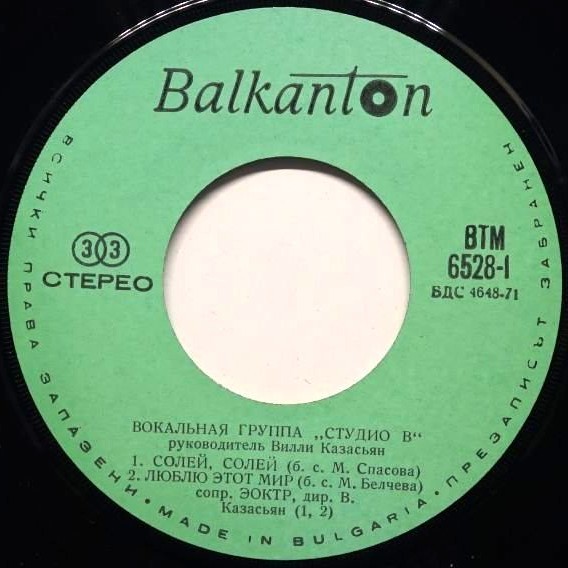 Balkanton
33
СТЕРЕО
ВТМ
6528-I
БДС 4648-71
ВОКАЛЬНАЯ ГРУППА „СТУДИО В“
руководитель Вилли Казасьян
1. СОЛЕЙ, СОЛЕЙ (б. с. М. Спасова)
2. ЛЮБЛЮ ЭТОТ МИР (б. с. М. Белчева)
сопр. ЭОКТР, дир. В.
Казасьян (1, 2)
ВСИЧКИ ПРАВА ЗАПАЗЕНИ • MADE IN BULGARIA • ПРЕЗАПИСЪТ ЗАБРАНЕН